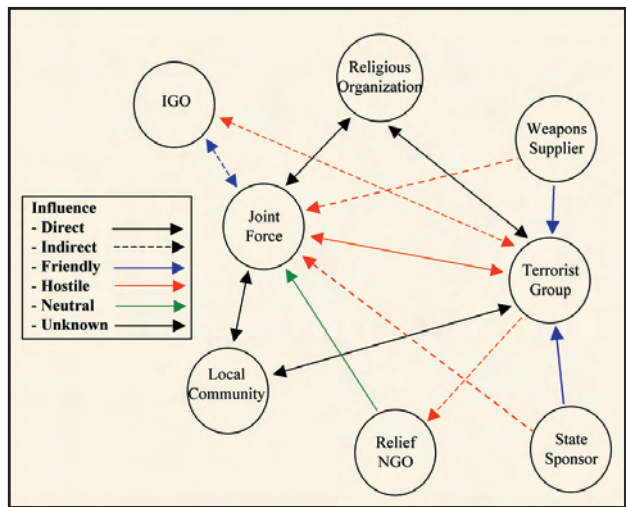 Religious
Organization
IGO
Weapons
Supplier
Influence
- Direct
- Indirect
- Friendly
- Hostile
- Neutral
- Unknown
Joint
Force
Terrorist
Group
Local
Community
Relief
NGO
State
Sponsor